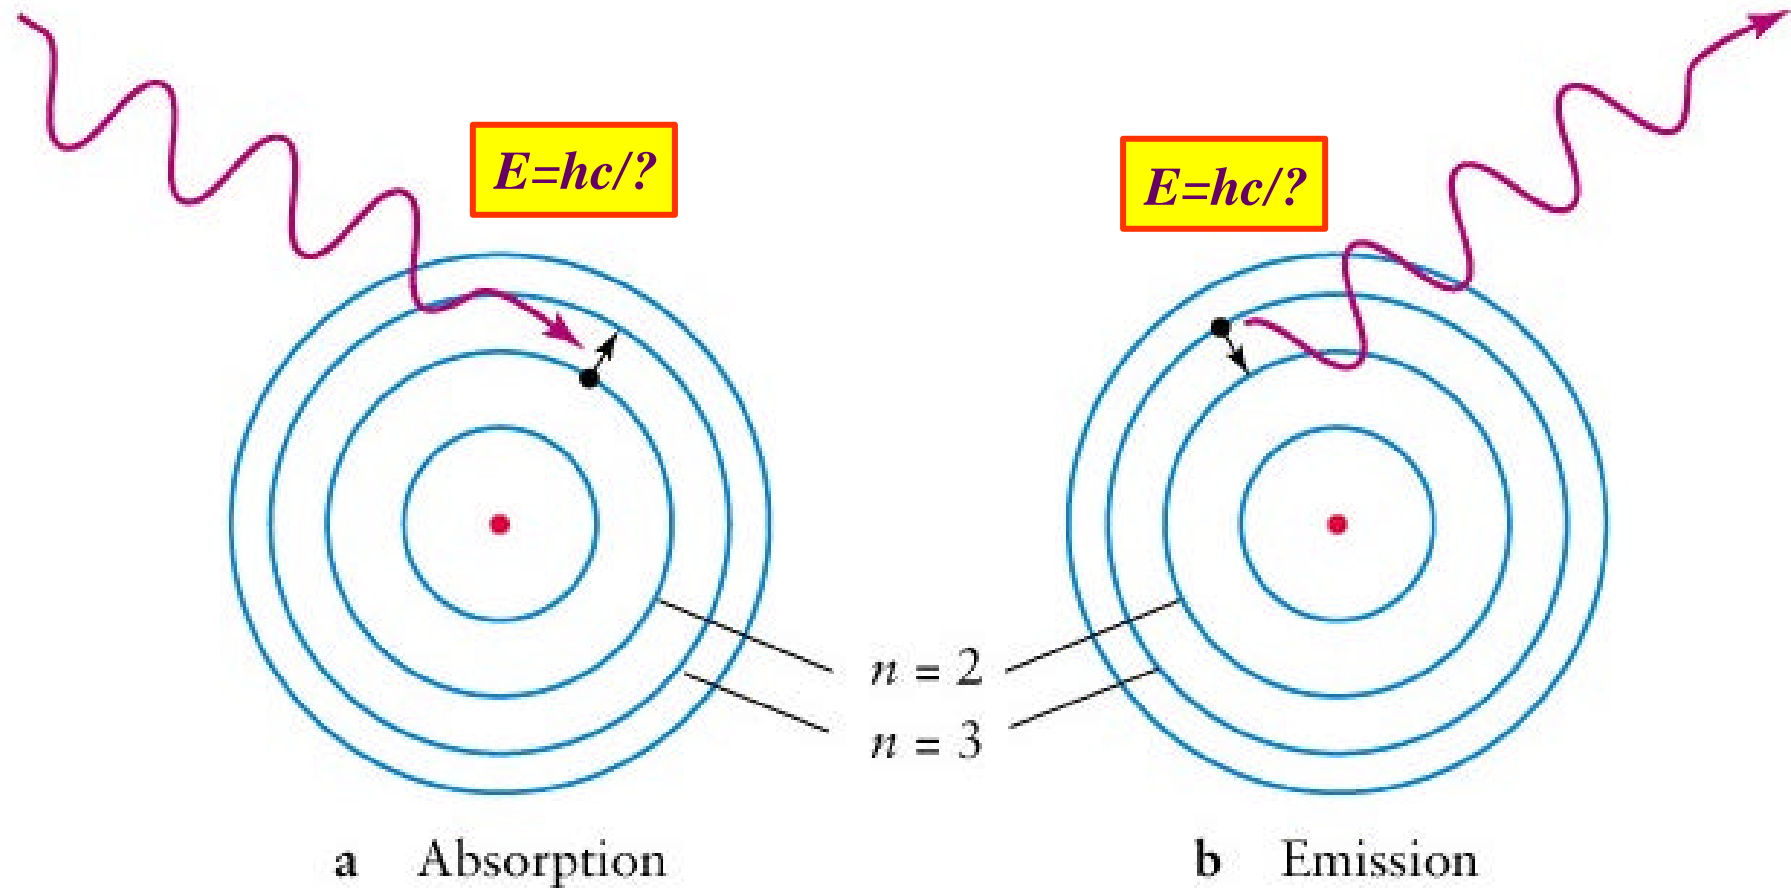 E=hc/?
E=hc/?
n = 2
n = 3
a Absorption
b Emission